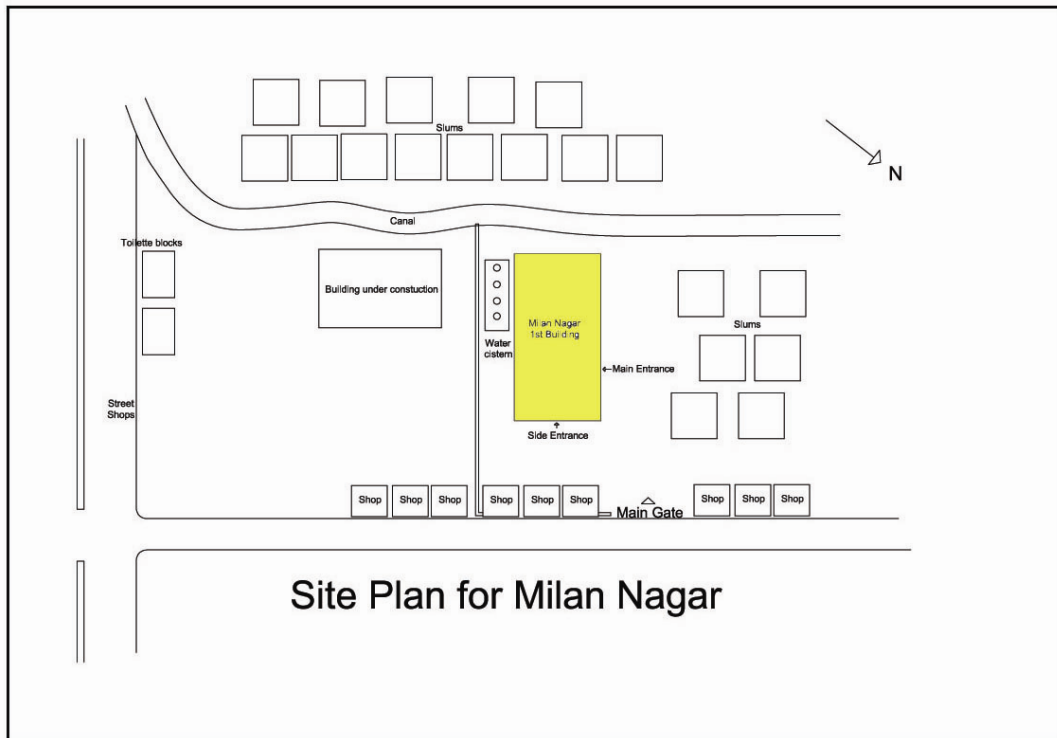 Slums
N
Canal
Toilette blocks
Building under constuction
Milan Nagar
1st Building
Slums
Water
cistern
Main Entrance
Street
Shops
Side Entrance
Shop Shop Shop Shop Shop Shop Shop Shop Shop
Main Gate
Site Plan for Milan Nagar